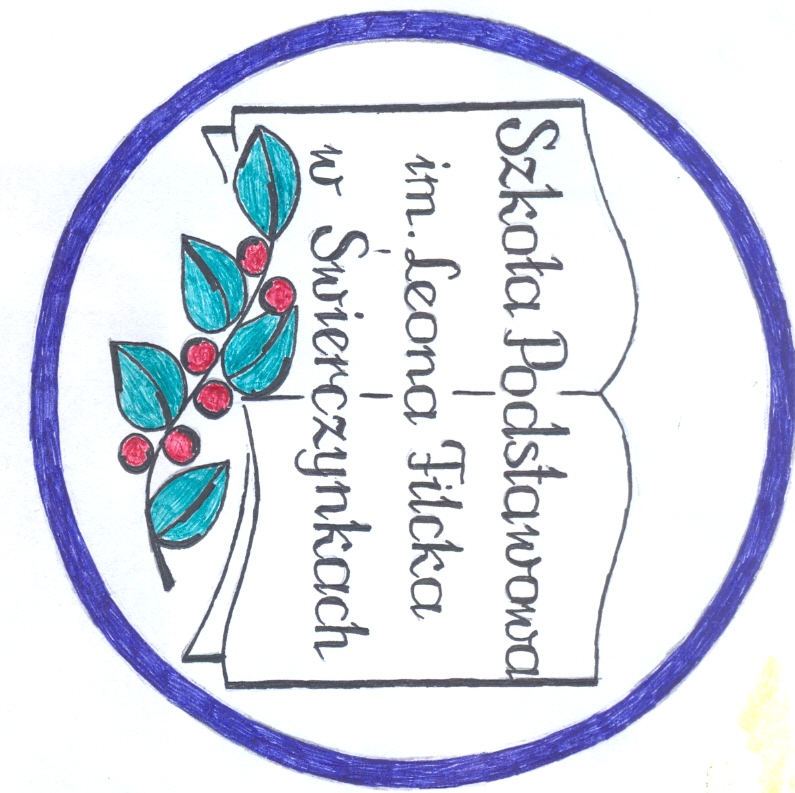 Szkoła Podstawowa
im. Leona Filcka
w Świerczynkach